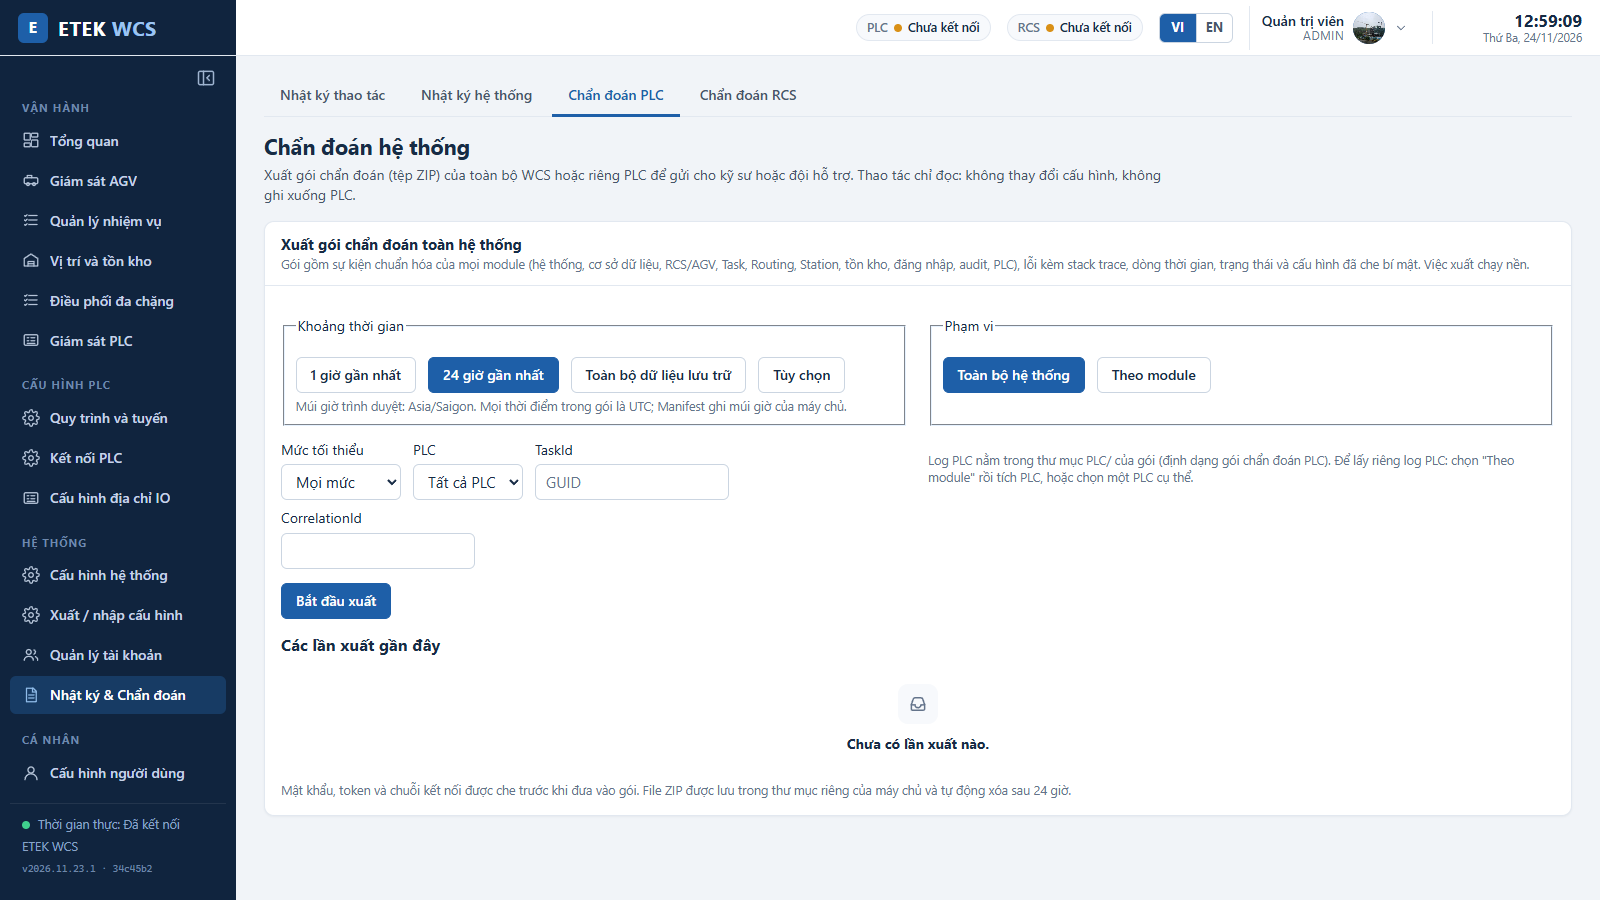 E ETEK WCS
PLC Chưa kết nối
RCS Chưa kết nối
VI EN
Quản trị viên
ADMIN
12:59:09
Thứ Ba, 24/11/2026
VẬN HÀNH
Tổng quan
Giám sát AGV
Quản lý nhiệm vụ
Vị trí và tồn kho
Điều phối đa chặng
Giám sát PLC
CẤU HÌNH PLC
Quy trình và tuyến
Kết nối PLC
Cấu hình địa chỉ IO
HỆ THỐNG
Cấu hình hệ thống
Xuất / nhập cấu hình
Quản lý tài khoản
Nhật ký & Chẩn đoán
CÁ NHÂN
Cấu hình người dùng
Thời gian thực: Đã kết nối
ETEK WCS
v2026.11.23.1 · 34c45b2
Nhật ký thao tác Nhật ký hệ thống Chẩn đoán PLC Chẩn đoán RCS
Chẩn đoán hệ thống
Xuất gói chẩn đoán (tệp ZIP) của toàn bộ WCS hoặc riêng PLC để gửi cho kỹ sư hoặc đội hỗ trợ. Thao tác chỉ đọc: không thay đổi cấu hình, không
ghi xuống PLC.
Xuất gói chẩn đoán toàn hệ thống
Gói gồm sự kiện chuẩn hóa của mọi module (hệ thống, cơ sở dữ liệu, RCS/AGV, Task, Routing, Station, tồn kho, đăng nhập, audit, PLC), lỗi kèm stack trace, dòng thời gian, trạng thái và cấu hình đã che bí mật. Việc xuất chạy nền.
Khoảng thời gian
1 giờ gần nhất 24 giờ gần nhất Toàn bộ dữ liệu lưu trữ Tùy chọn
Múi giờ trình duyệt: Asia/Saigon. Mọi thời điểm trong gói là UTC; Manifest ghi múi giờ của máy chủ.
Phạm vi
Toàn bộ hệ thống Theo module
Mức tối thiểu PLC TaskId
Mọi mức Tất cả PLC GUID
Log PLC nằm trong thư mục PLC/ của gói (định dạng gói chẩn đoán PLC). Để lấy riêng log PLC: chọn "Theo
module" rồi tích PLC, hoặc chọn một PLC cụ thể.
CorrelationId
Bắt đầu xuất
Các lần xuất gần đây
Chưa có lần xuất nào.
Mật khẩu, token và chuỗi kết nối được che trước khi đưa vào gói. File ZIP được lưu trong thư mục riêng của máy chủ và tự động xóa sau 24 giờ.